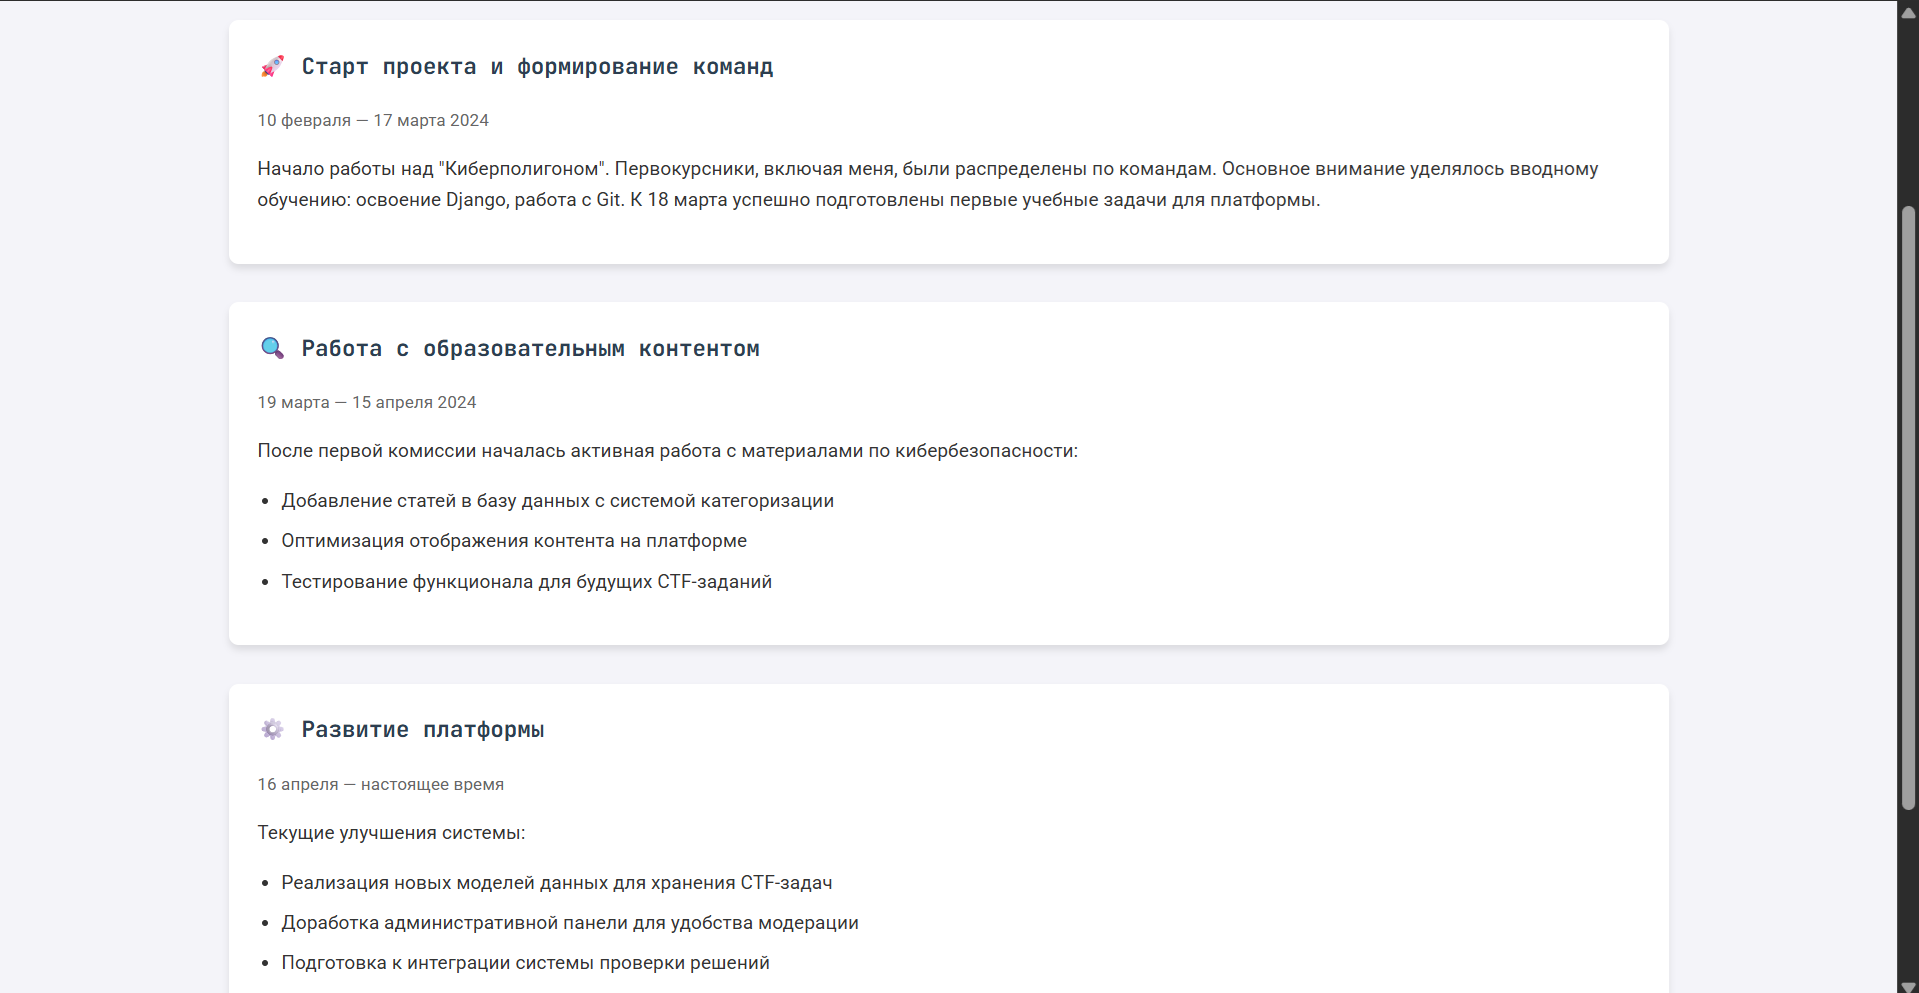 Старт проекта и формирование команд
10 февраля — 17 марта 2024
Начало работы над "Киберполигоном". Первокурсники, включая меня, были распределены по командам. Основное внимание уделялось вводному
обучению: освоение Django, работа с Git. К 18 марта успешно подготовлены первые учебные задачи для платформы.
Работа с образовательным контентом
19 марта — 15 апреля 2024
После первой комиссии началась активная работа с материалами по кибербезопасности:
• Добавление статей в базу данных с системой категоризации
• Оптимизация отображения контента на платформе
• Тестирование функционала для будущих CTF-заданий
Развитие платформы
16 апреля — настоящее время
Текущие улучшения системы:
• Реализация новых моделей данных для хранения CTF-задач
• Доработка административной панели для удобства модерации
• Подготовка к интеграции системы проверки решений